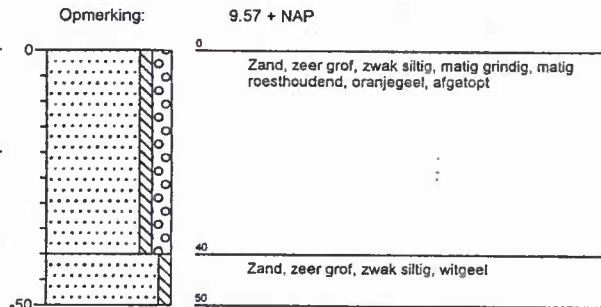 Opmerking: 9.57 + NAP
0
0
Zand, zeer grof, zwak siltig, matig grindig, matig
roesthoudend, oranjegeel, afgetopt
40
Zand, zeer grof, zwak siltig, witgeel
-50
50